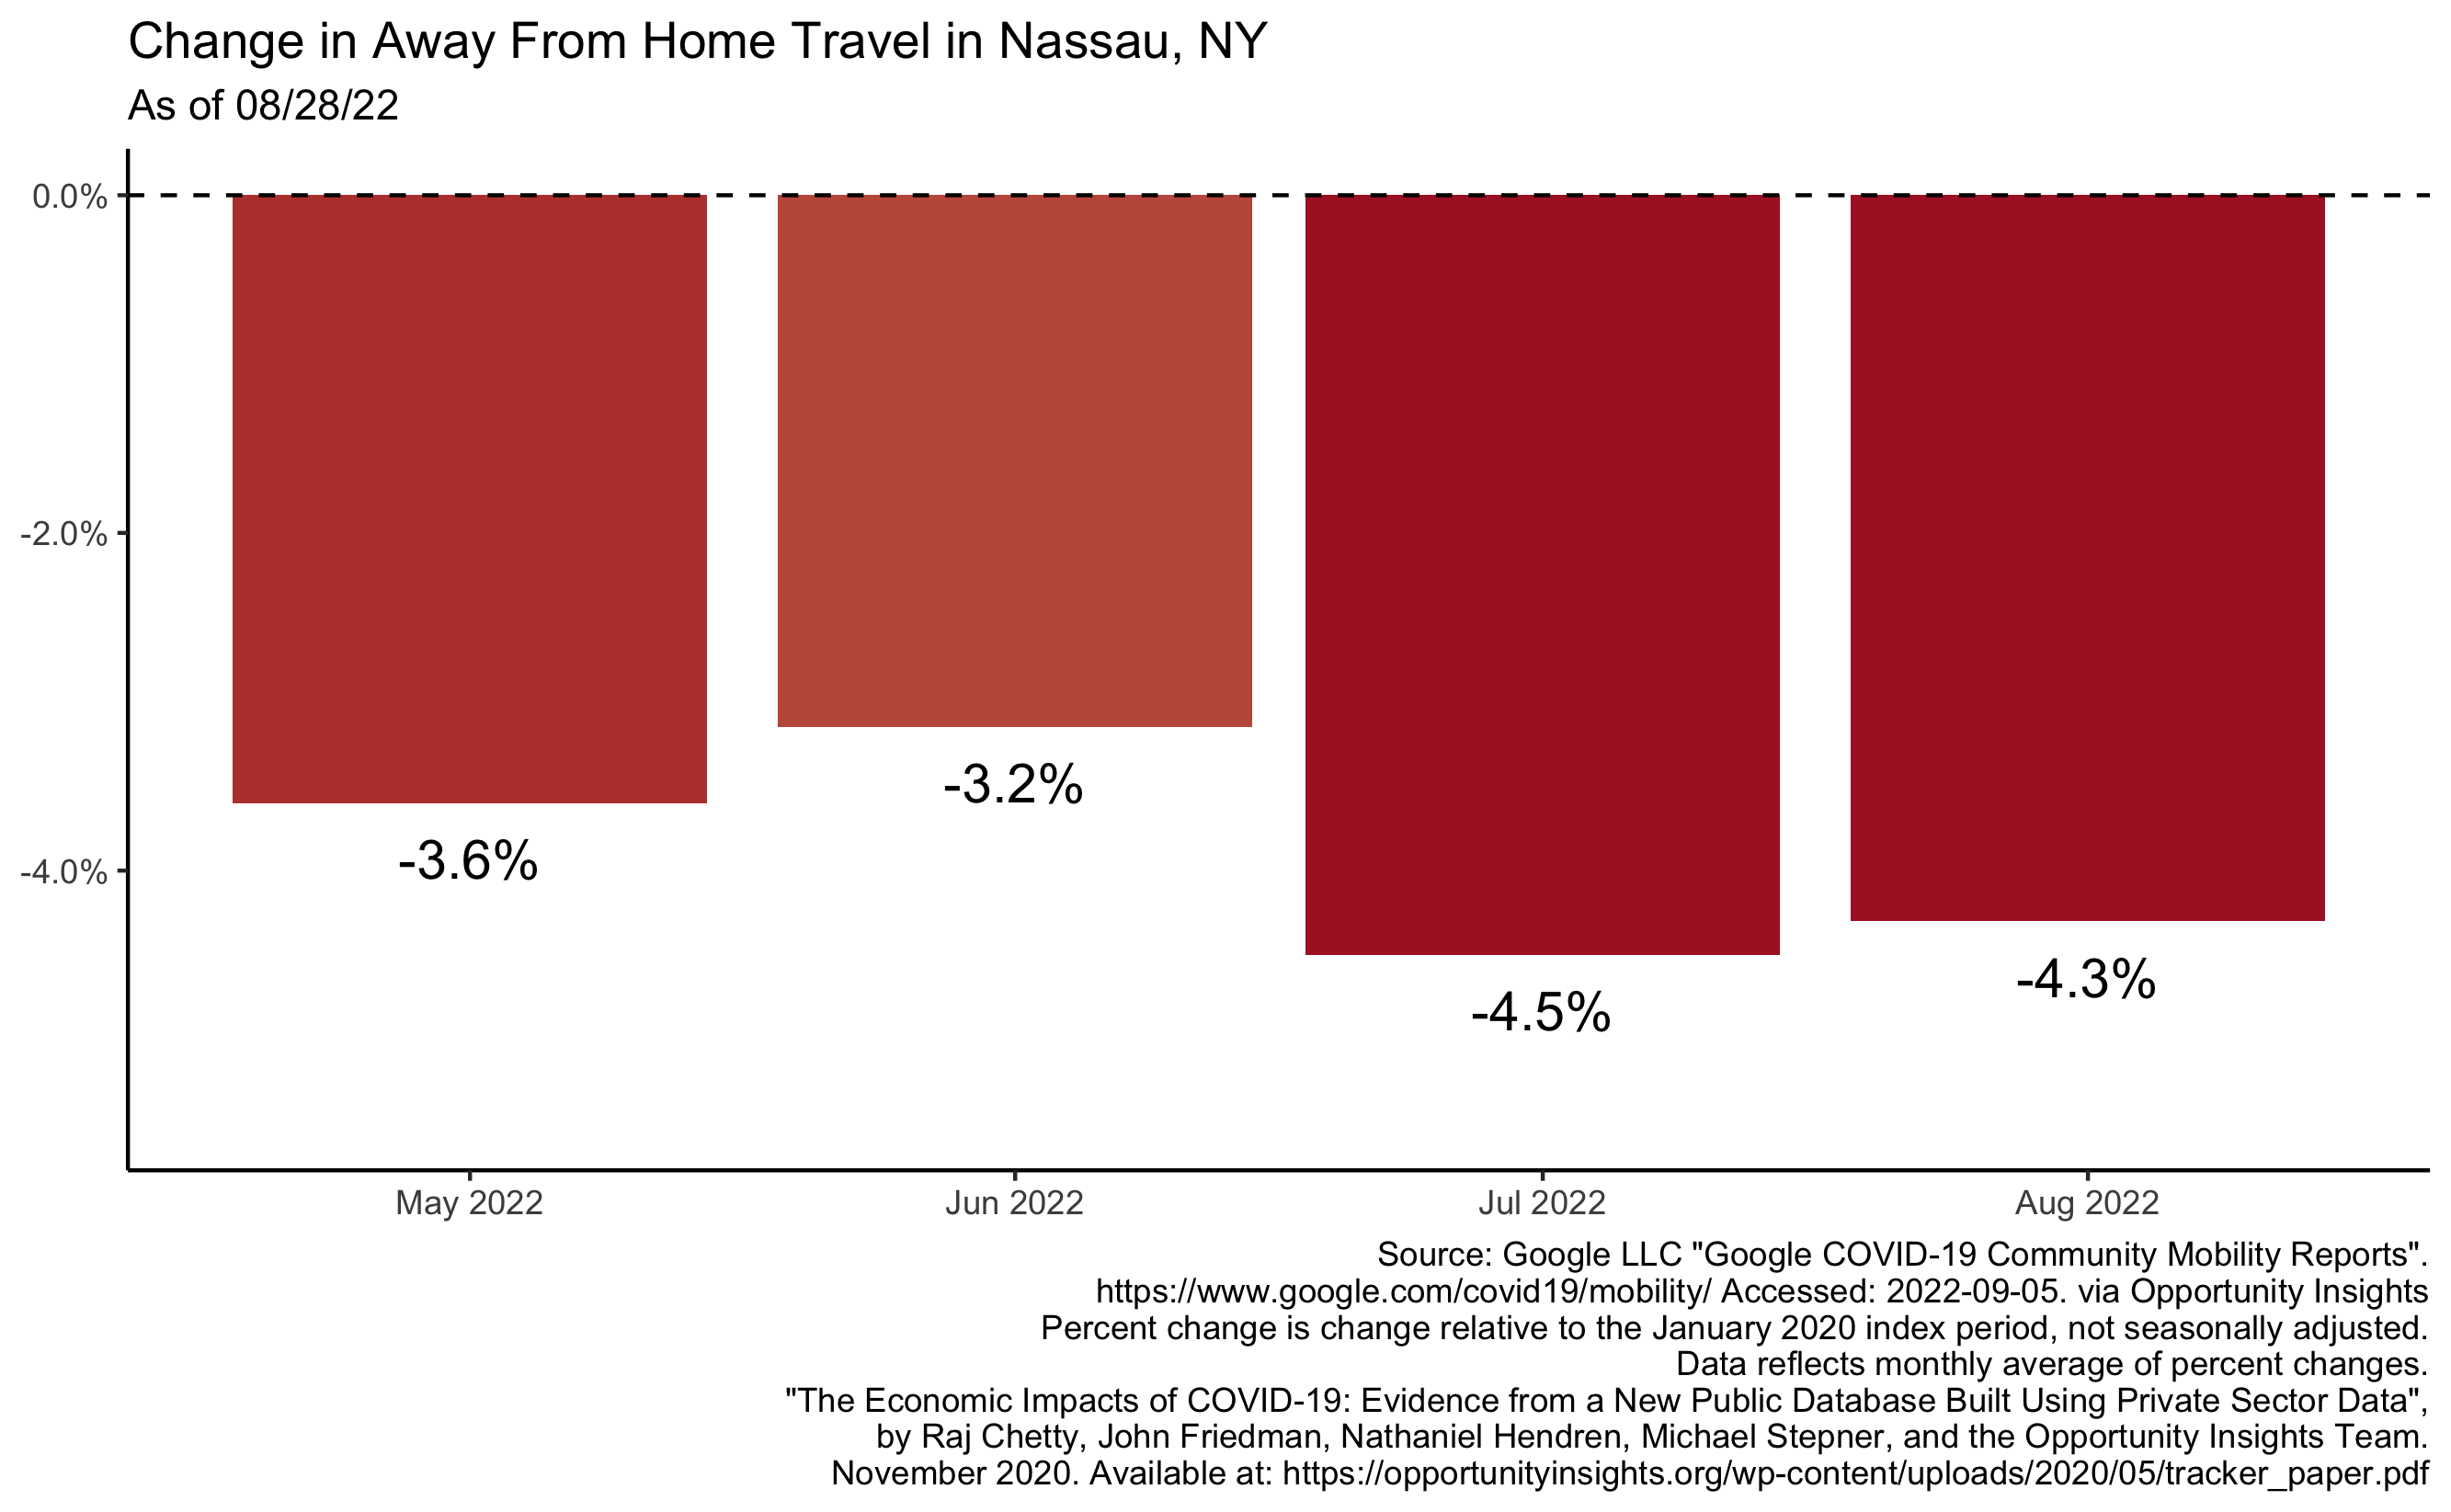 Change in Away From Home Travel in Nassau, NY
As of 08/28/22
0.0%
-2.0%
-4.0%
-3.6%
-3.2%
-4.5%
-4.3%
May 2022
Jun 2022
Jul 2022
Aug 2022
Source: Google LLC "Google COVID-19 Community Mobility Reports".
https://www.google.com/covid19/mobility/ Accessed: 2022-09-05. via Opportunity Insights
Percent change is change relative to the January 2020 index period, not seasonally adjusted.
Data reflects monthly average of percent changes.
"The Economic Impacts of COVID-19: Evidence from a New Public Database Built Using Private Sector Data",
by Raj Chetty, John Friedman, Nathaniel Hendren, Michael Stepner, and the Opportunity Insights Team.
November 2020. Available at: https://opportunityinsights.org/wp-content/uploads/2020/05/tracker_paper.pdf